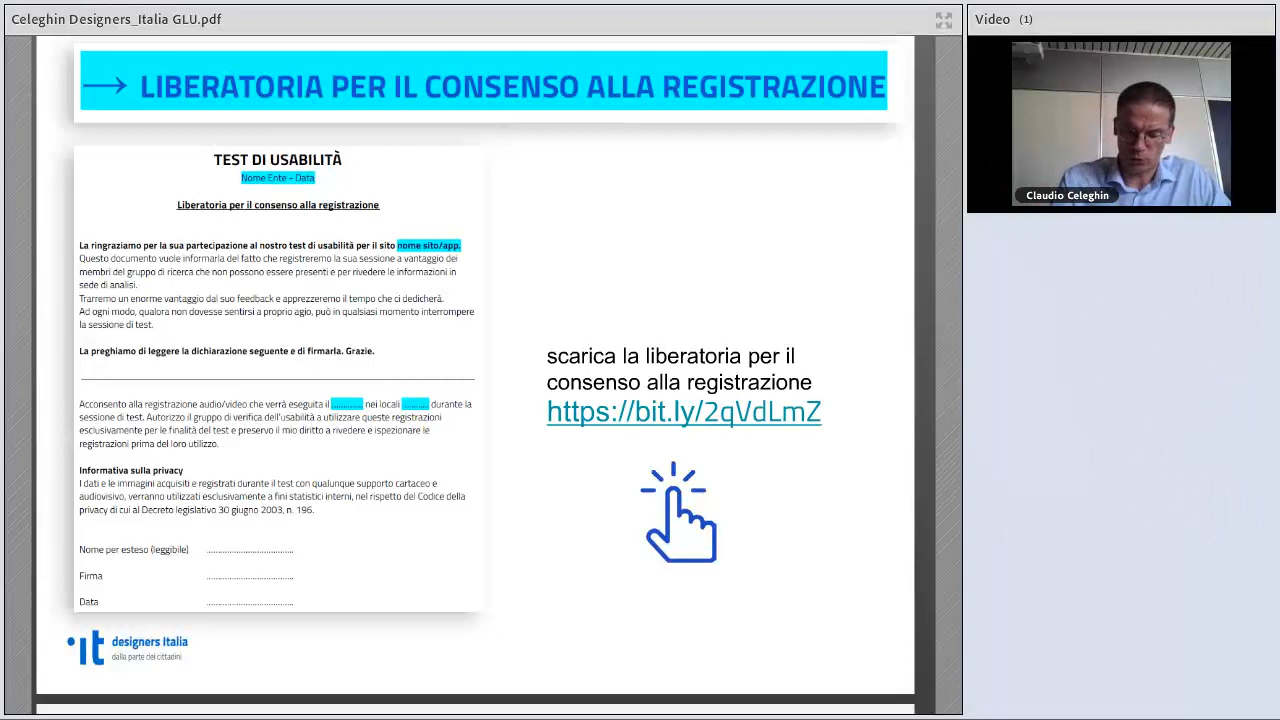 Celeghin Designers_Italia GLU.pdf
Video (1)
→ LIBERATORIA PER IL CONSENSO ALLA REGISTRAZIONE
Claudio Celeghin
TEST DI USABILITÀ
Nome Ente - Data
Liberatoria per il consenso alla registrazione
La ringraziamo per la sua partecipazione al nostro test di usabilità per il sito nome sito/app.
Questo documento vuole informarla del fatto che registreremo la sua sessione a vantaggio dei
membri del gruppo di ricerca che non possono essere presenti e per rivedere le informazioni in
sede di analisi.
Trarremo un enorme vantaggio dal suo feedback e apprezzeremo il tempo che ci dedicherà.
Ad ogni modo, qualora non dovesse sentirsi a proprio agio, può in qualsiasi momento interrompere
la sessione di test.
La preghiamo di leggere la dichiarazione seguente e di firmarla. Grazie.
Acconsento alla registrazione audio/video che verrà eseguita il ............. nei locali ........... durante la
sessione di test. Autorizzo il gruppo di verifica dell'usabilità a utilizzare queste registrazioni
esclusivamente per le finalità del test e preservo il mio diritto a rivedere e ispezionare le
registrazioni prima del loro utilizzo.
Informativa sulla privacy
I dati e le immagini acquisiti e registrati durante il test con qualunque supporto cartaceo e
audiovisivo, verranno utilizzati esclusivamente a fini statistici interni, nel rispetto del Codice della
privacy di cui al Decreto legislativo 30 giugno 2003, n. 196.
Nome per esteso (leggibile) .....................................
Firma .....................................
Data .....................................
scarica la liberatoria per il
consenso alla registrazione
https://bit.ly/2qVdLmZ
it designers italia
dalla parte dei cittadini